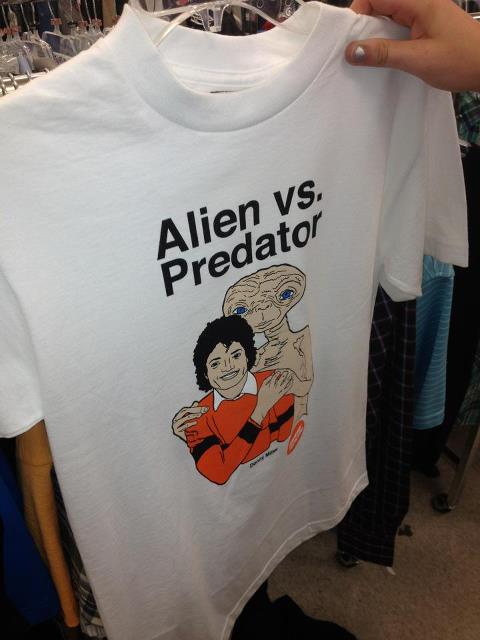 Alien vs.
Predator